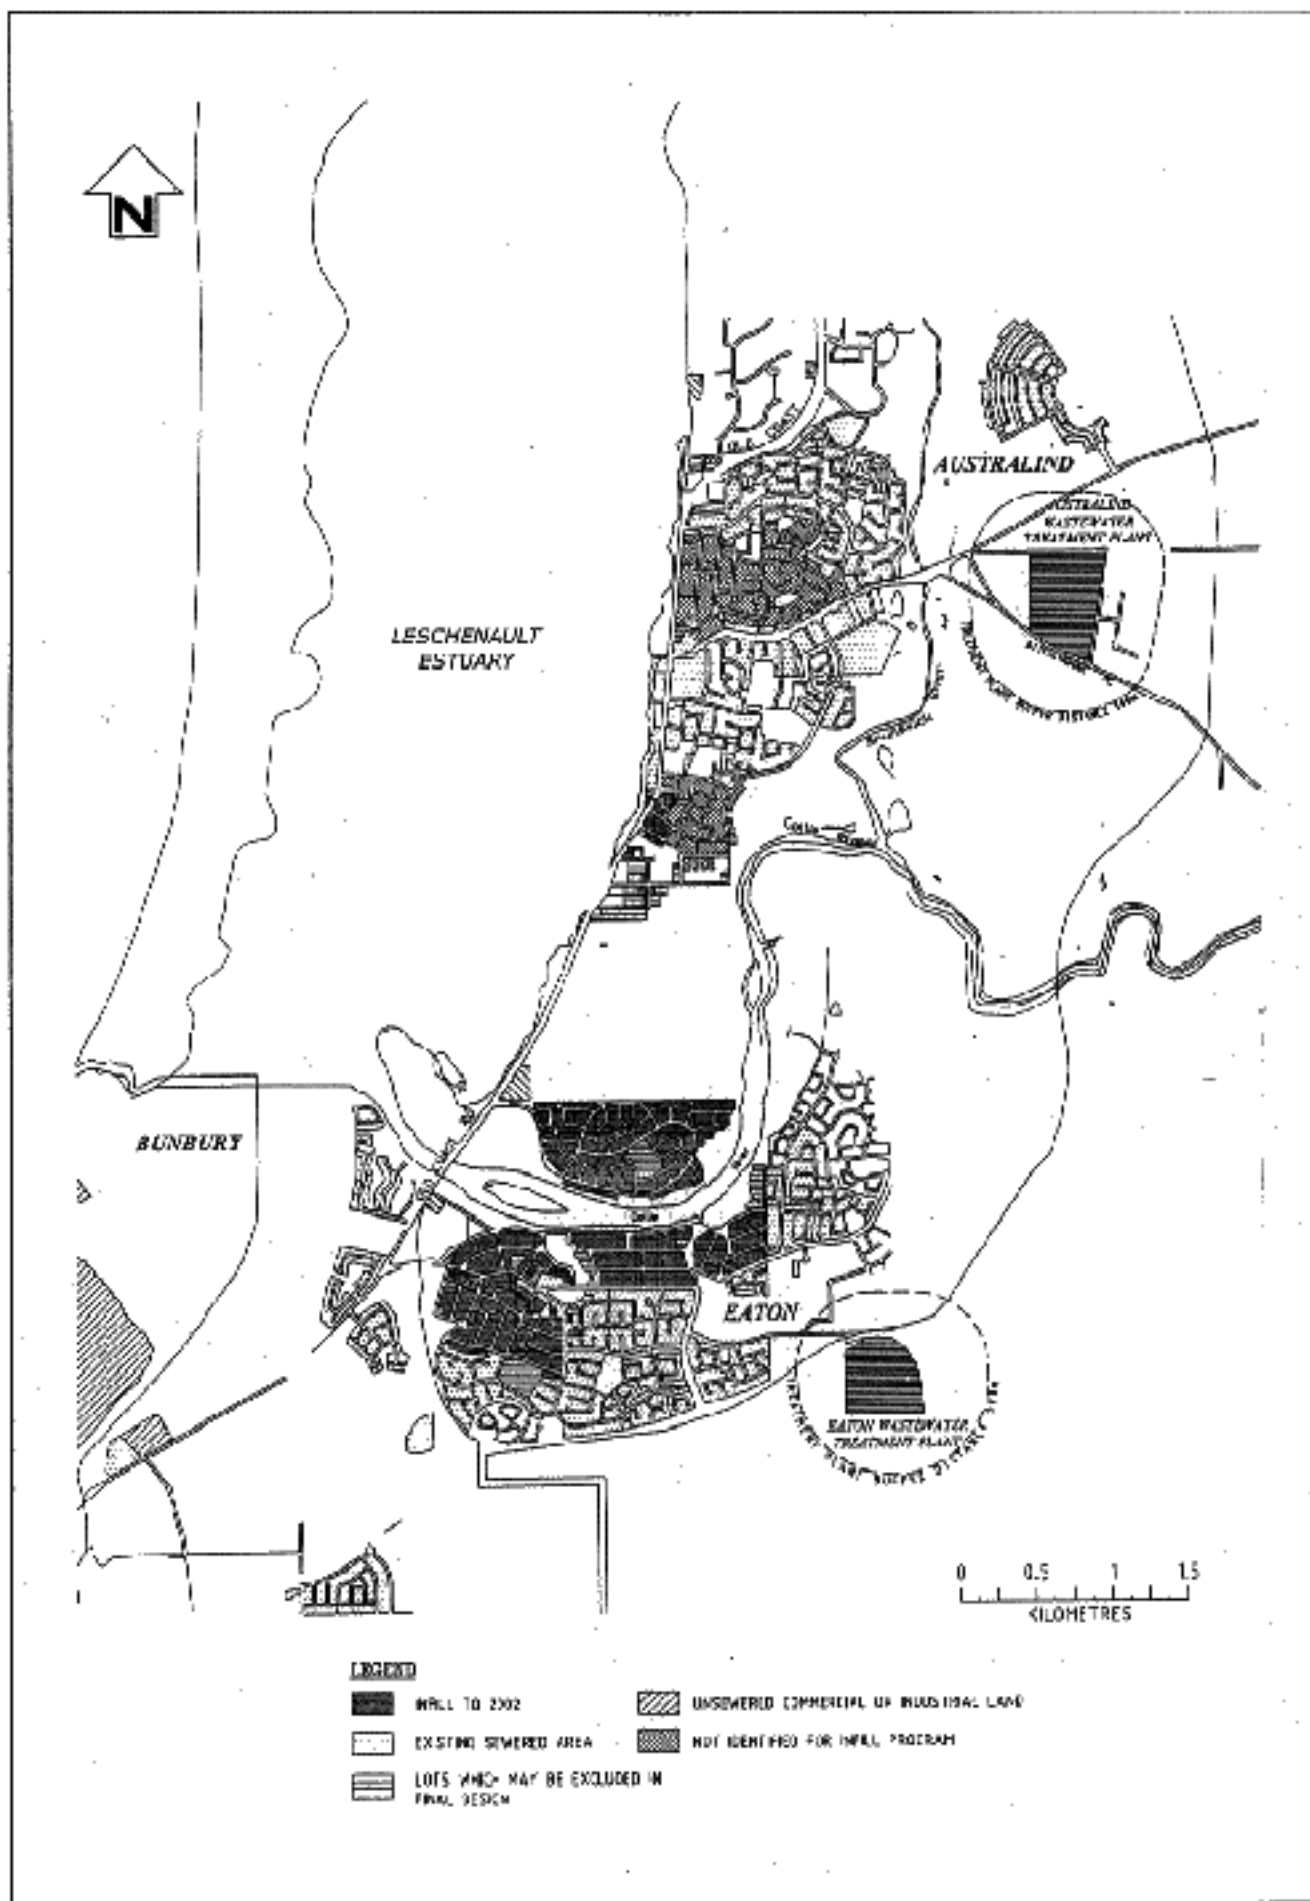 N
AUSTRALIND
AUSTRALIND
WASTEWATER
TREATMENT PLANT
LESCHENAULT
ESTUARY
BUNBURY
Collie
EATON
EATON WASTEWATER
TREATMENT PLANT
0 0.5 1 1.5
KILOMETRES
LEGEND
INFILL TO 2002
UNSEWERED COMMERCIAL OR INDUSTRIAL LAND
EXISTING SEWERED AREA
NOT IDENTIFIED FOR INFILL PROGRAM
LOTS WHICH MAY BE EXCLUDED IN
FINAL DESIGN